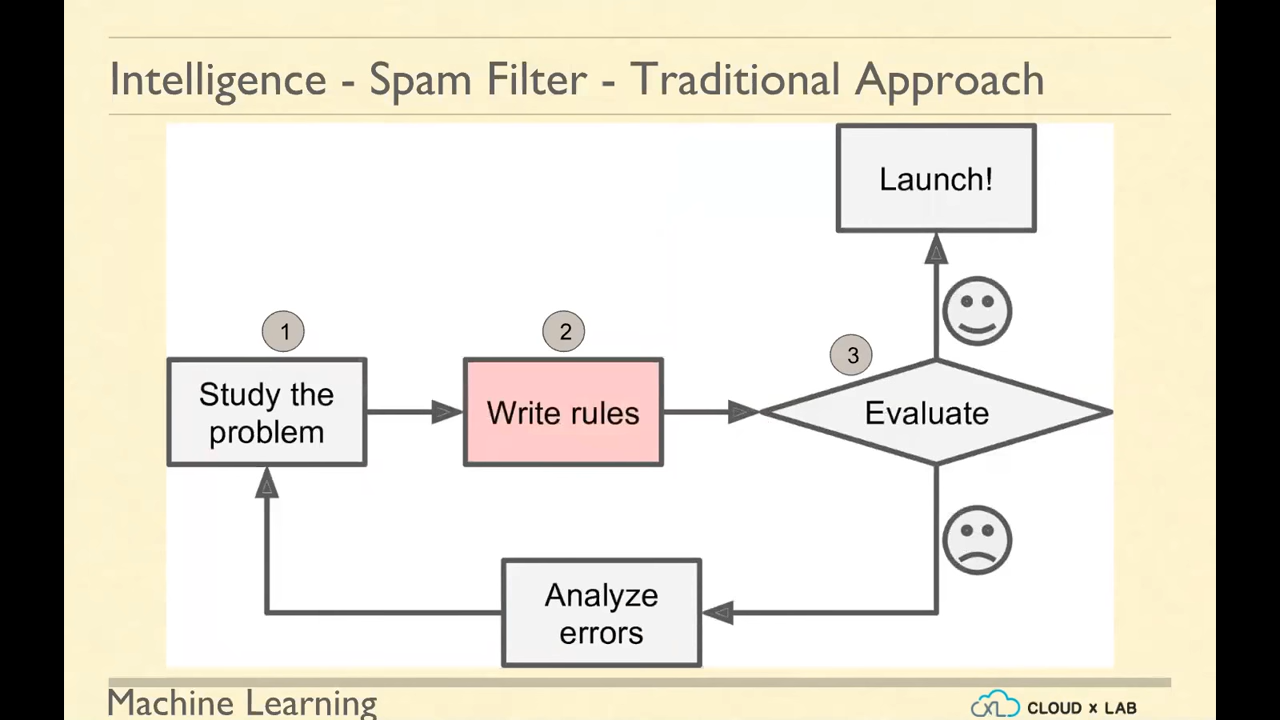 Intelligence - Spam Filter - Traditional Approach
Launch!
1
2
3
Study the
problem
Write rules
Evaluate
Analyze
errors
Machine Learning
CLOUD x LAB